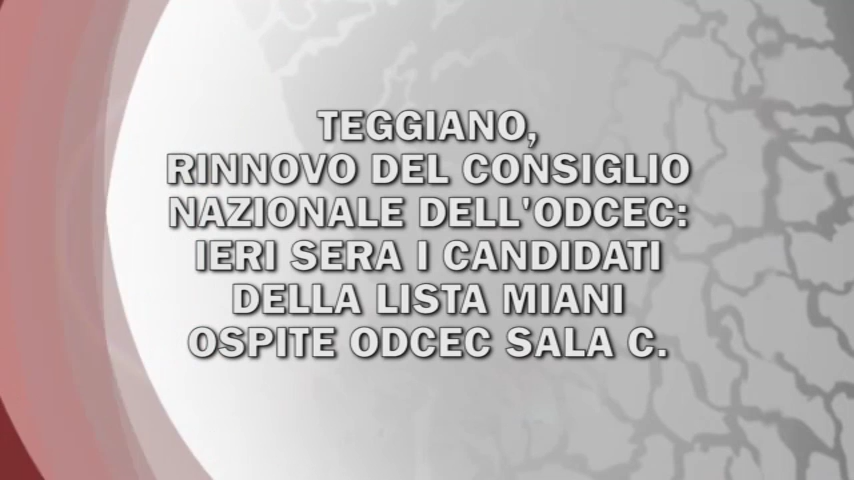 TEGGIANO,
RINNOVO DEL CONSIGLIO
NAZIONALE DELL'ODCEC:
IERI SERA I CANDIDATI
DELLA LISTA MIANI
OSPITE ODCEC SALA C.